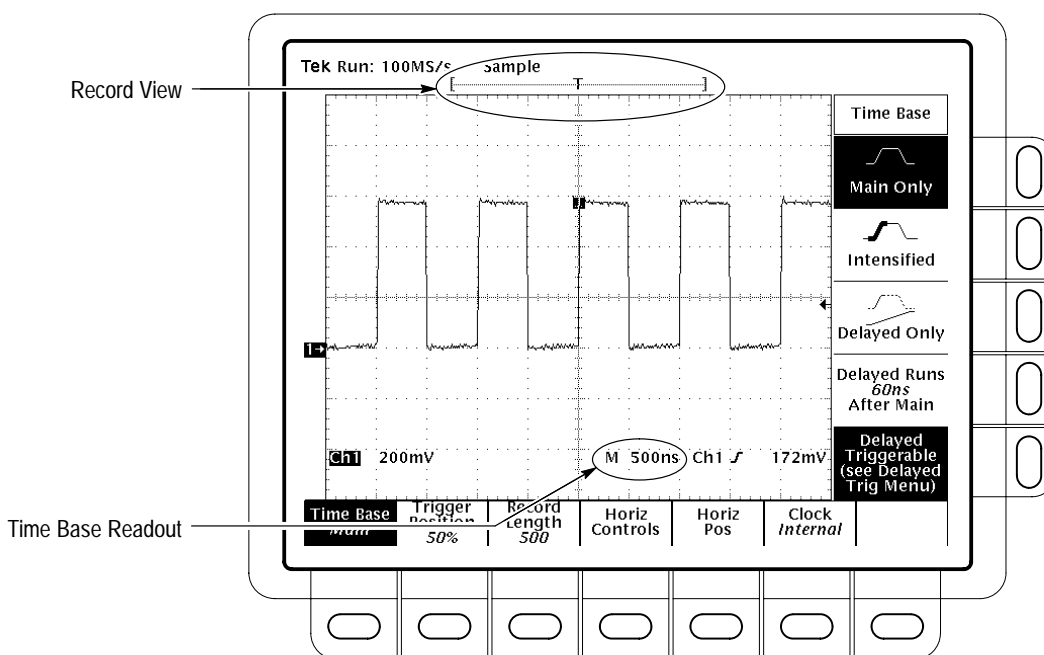 Tek Run: 100MS/s Sample
[ T ]
Record View
Time Base
Main Only
Intensified
Delayed Only
Delayed Runs
60ns
After Main
Delayed
Triggerable
(see Delayed
Trig Menu)
1→
Ch1 200mV M 500ns Ch1 172mV
Time Base Readout
Time Base
Main
Trigger
Position
50%
Record
Length
500
Horiz
Controls
Horiz
Pos
Clock
Internal